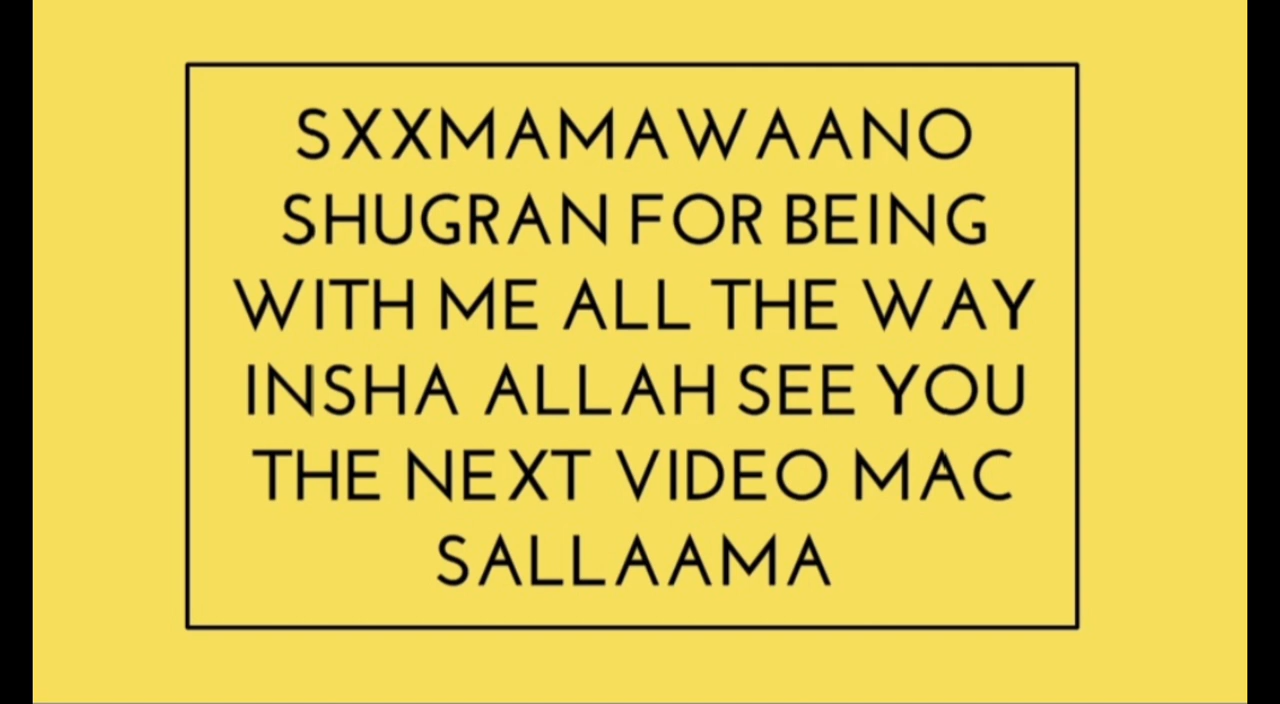 SXXMAMAWAANO
SHUGRAN FOR BEING
WITH ME ALL THE WAY
INSHA ALLAH SEE YOU
THE NEXT VIDEO MAC
SALLAAMA